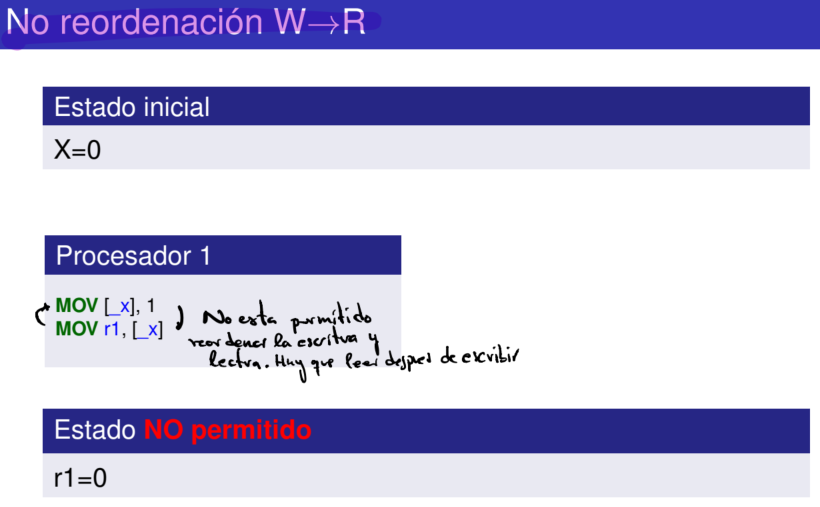 No reordenación W→R
Estado inicial
X=0
Procesador 1
MOV [_x], 1
MOV r1, [_x]
No esta permitido
reordenar la escritura y
lectura. Hay que leer despues de escribir
Estado NO permitido
r1=0